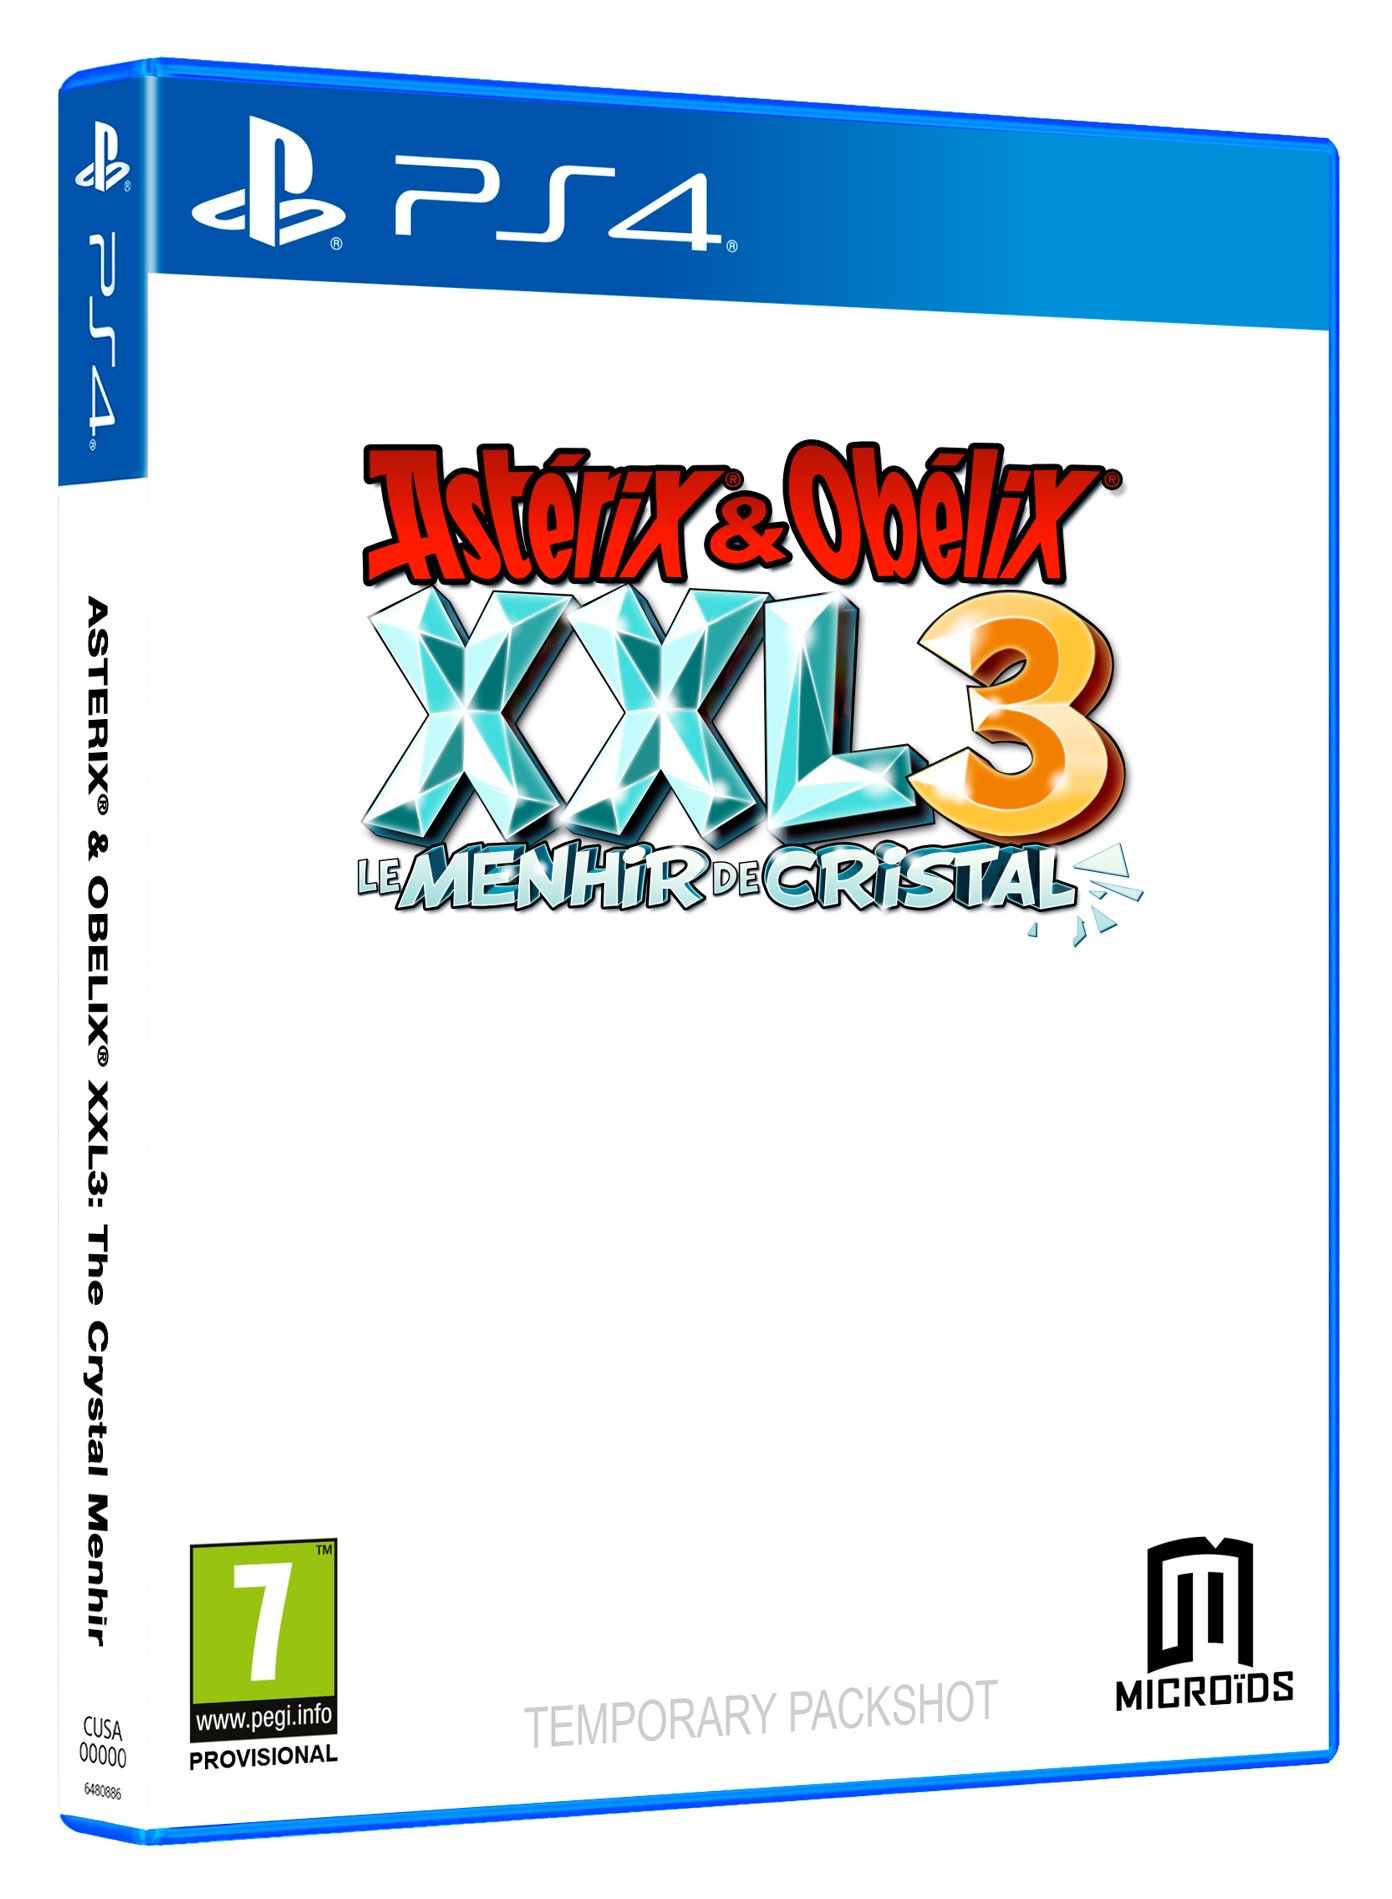 PS4®
PS4®
ASTERIX® & OBELIX® XXL3: The Crystal Menhir
CUSA
00000
6480886
Astérix® & Obélix®
XXL3
LE MENHIR DE CRISTAL
7™
www.pegi.info
PROVISIONAL
TEMPORARY PACKSHOT
MICROïDS